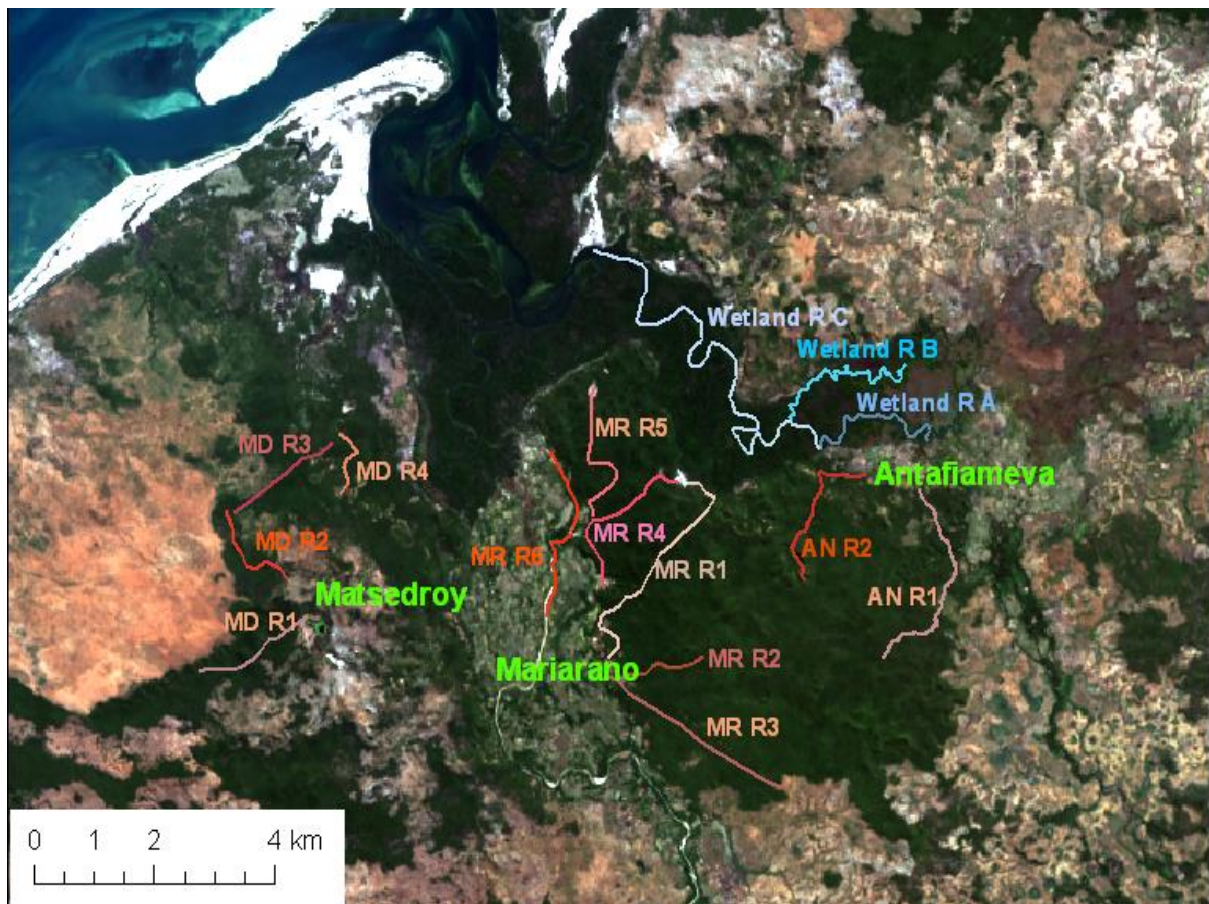 Wetland R C
Wetland R B
Wetland R A
MR R5
MD R3
MD R4
Antafiameva
MR R4
MD R2
MR R6
AN R2
MR R1
Matsedroy
AN R1
MD R1
Mariarano
MR R2
MR R3
0 1 2 4 km